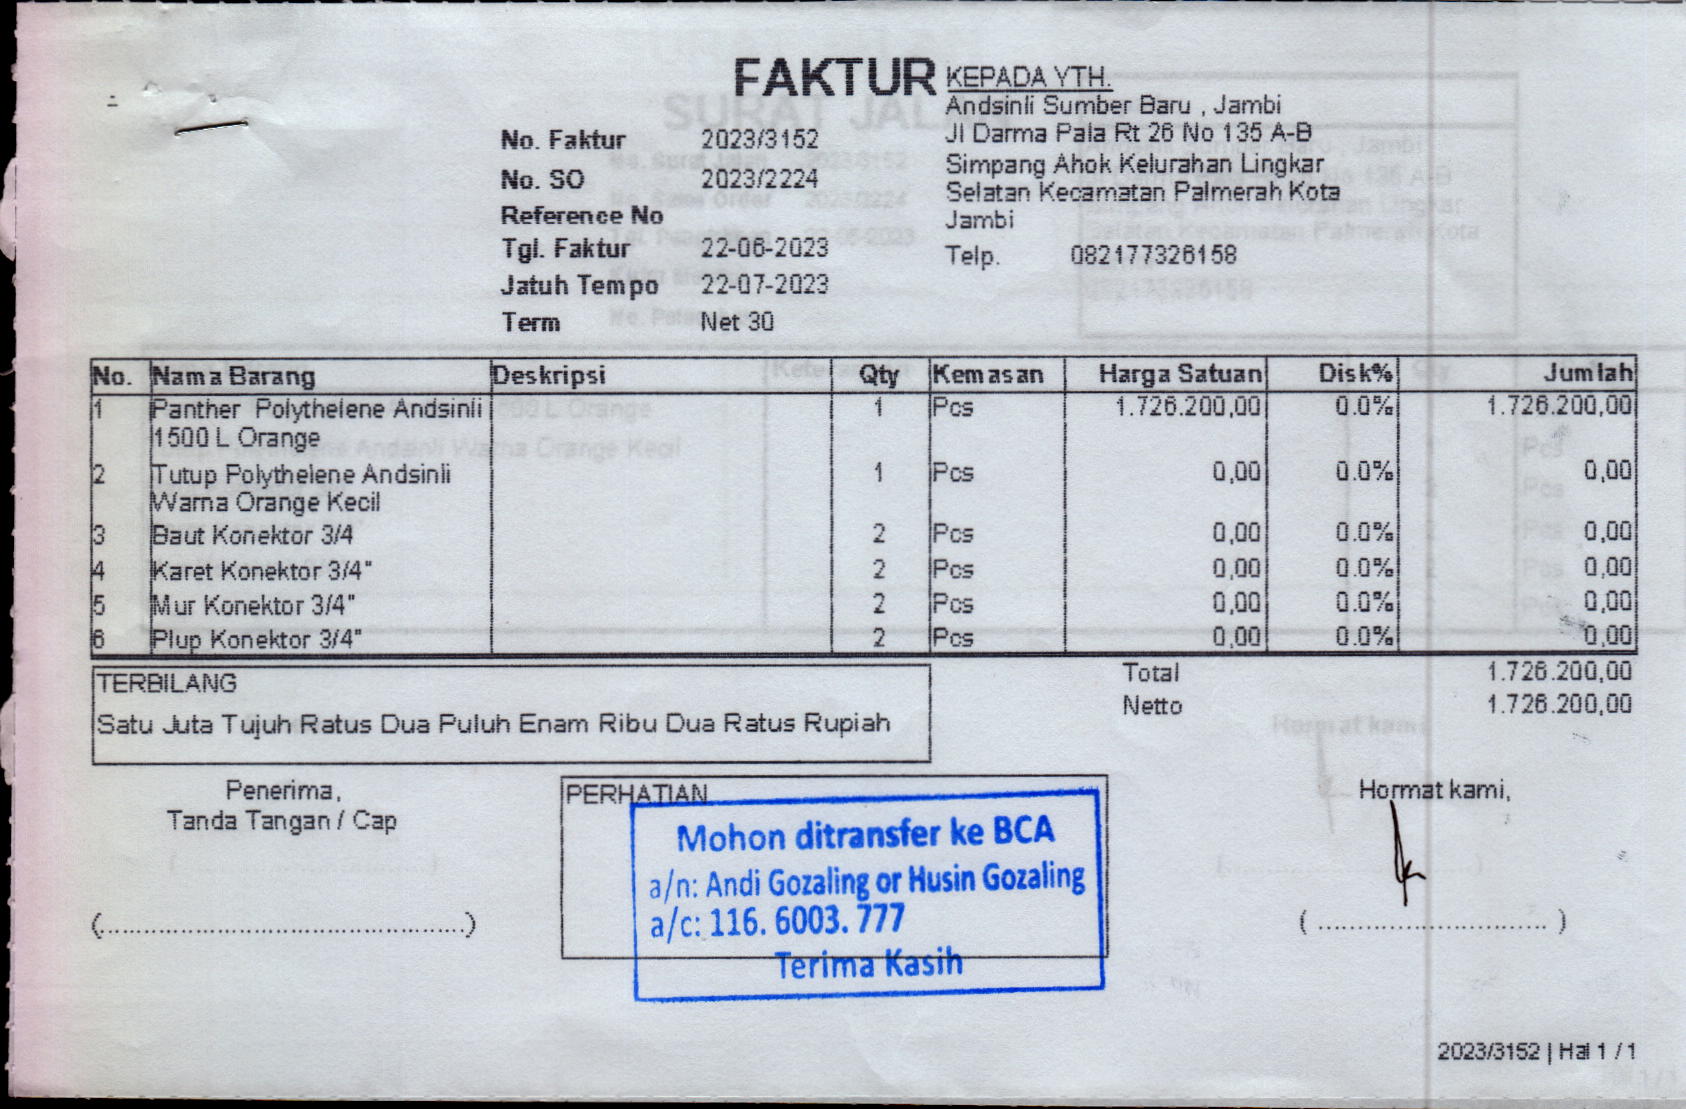 FAKTUR
KEPADA YTH.
Andsinli Sumber Baru , Jambi
Jl Darma Pala Rt 26 No 135 A-B
Simpang Ahok Kelurahan Lingkar
Selatan Kecamatan Palmerah Kota
Jambi
Telp. 082177326158
No. Faktur 2023/3152
No. SO 2023/2224
Reference No
Tgl. Faktur 22-06-2023
Jatuh Tempo 22-07-2023
Term Net 30
No. Nama Barang Deskripsi Qty Kemasan Harga Satuan Disk% Jumlah
1 Panther Polythelene Andsinli 1 Pcs 1.726.200,00 0.0% 1.726.200,00
1500 L Orange
2 Tutup Polythelene Andsinli 1 Pcs 0,00 0.0% 0,00
Warna Orange Kecil
3 Baut Konektor 3/4 2 Pcs 0,00 0.0% 0,00
4 Karet Konektor 3/4" 2 Pcs 0,00 0.0% 0,00
5 Mur Konektor 3/4" 2 Pcs 0,00 0.0% 0,00
6 Plup Konektor 3/4" 2 Pcs 0,00 0.0% 0,00
Total 1.726.200,00
Netto 1.726.200,00
TERBILANG
Satu Juta Tujuh Ratus Dua Puluh Enam Ribu Dua Ratus Rupiah
Penerima,
Tanda Tangan / Cap
(..............................................)
PERHATIAN
Mohon ditransfer ke BCA
a/n: Andi Gozaling or Husin Gozaling
a/c: 116. 6003. 777
Terima Kasih
Hormat kami,
( ............................. )
2023/3152 | Hal 1 / 1